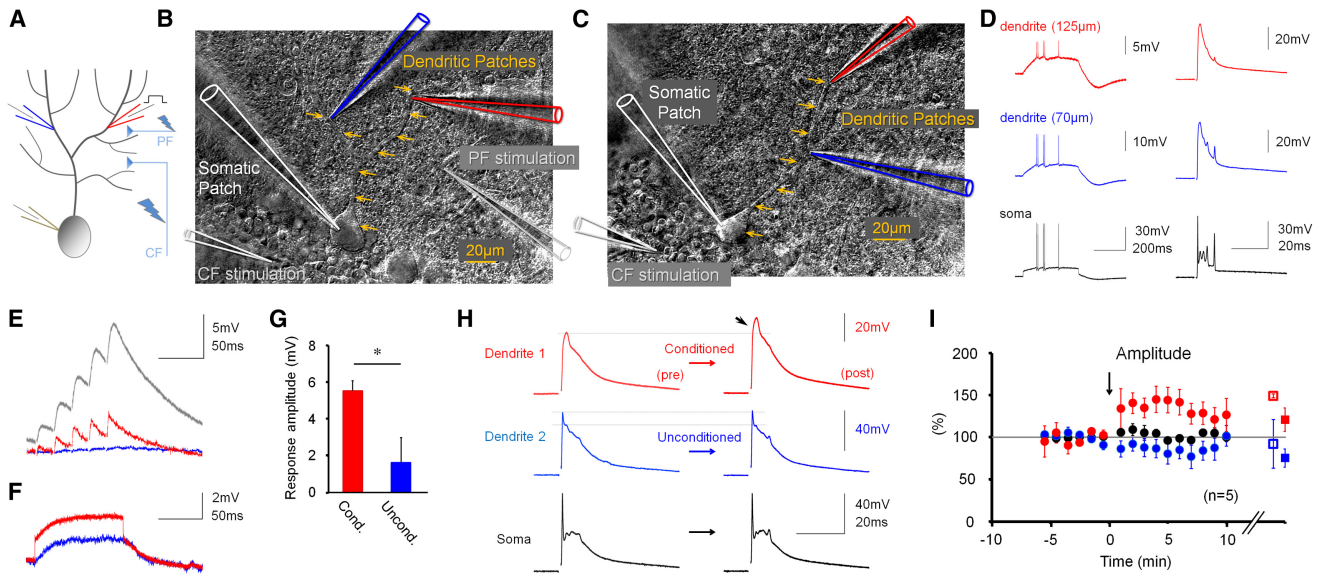 A
PF
CF
B
Dendritic Patches
Somatic
Patch
PF stimulation
20µm
CF stimulation
C
Somatic
Patch
Dendritic Patches
20µm
CF stimulation
D
dendrite (125µm)
5mV
20mV
dendrite (70µm)
10mV
20mV
soma
30mV
200ms
30mV
20ms
E
5mV
50ms
F
2mV
50ms
G
Response amplitude (mV)
8
6
4
2
0
*
Cond.
Uncond.
H
Dendrite 1
Conditioned
(pre)
(post)
20mV
Dendrite 2
Unconditioned
40mV
Soma
40mV
20ms
I
Amplitude
(%)
200
150
100
50
0
(n=5)
-10
-5
0
5
10
Time (min)